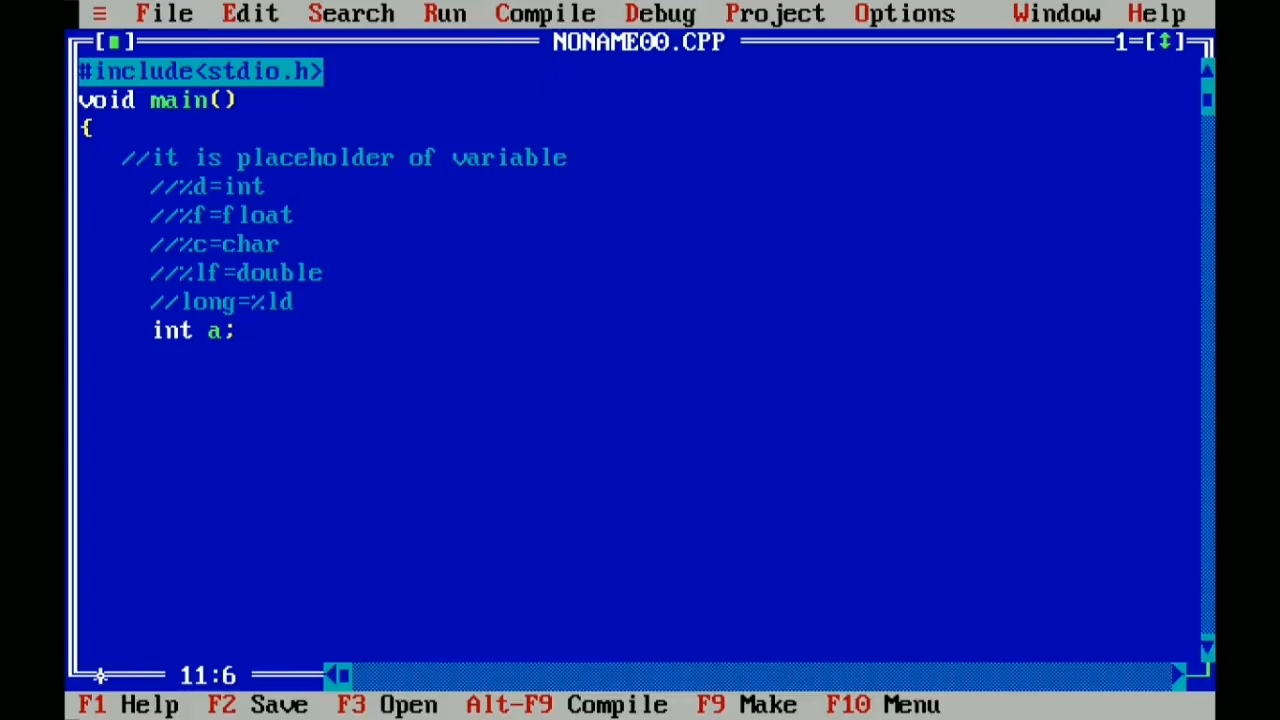 ≡ File Edit Search Run Compile Debug Project Options Window Help
[■] NONAME00.CPP 1=[↕]
#include<stdio.h>
void main()
{
//it is placeholder of variable
//%d=int
//%f=float
//%c=char
//%lf=double
//long=%ld
int a;
11:6
F1 Help F2 Save F3 Open Alt-F9 Compile F9 Make F10 Menu